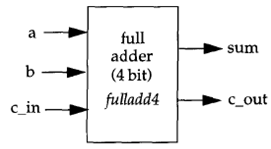 a
b
c_in
full
adder
(4 bit)
fulladd4
sum
c_out